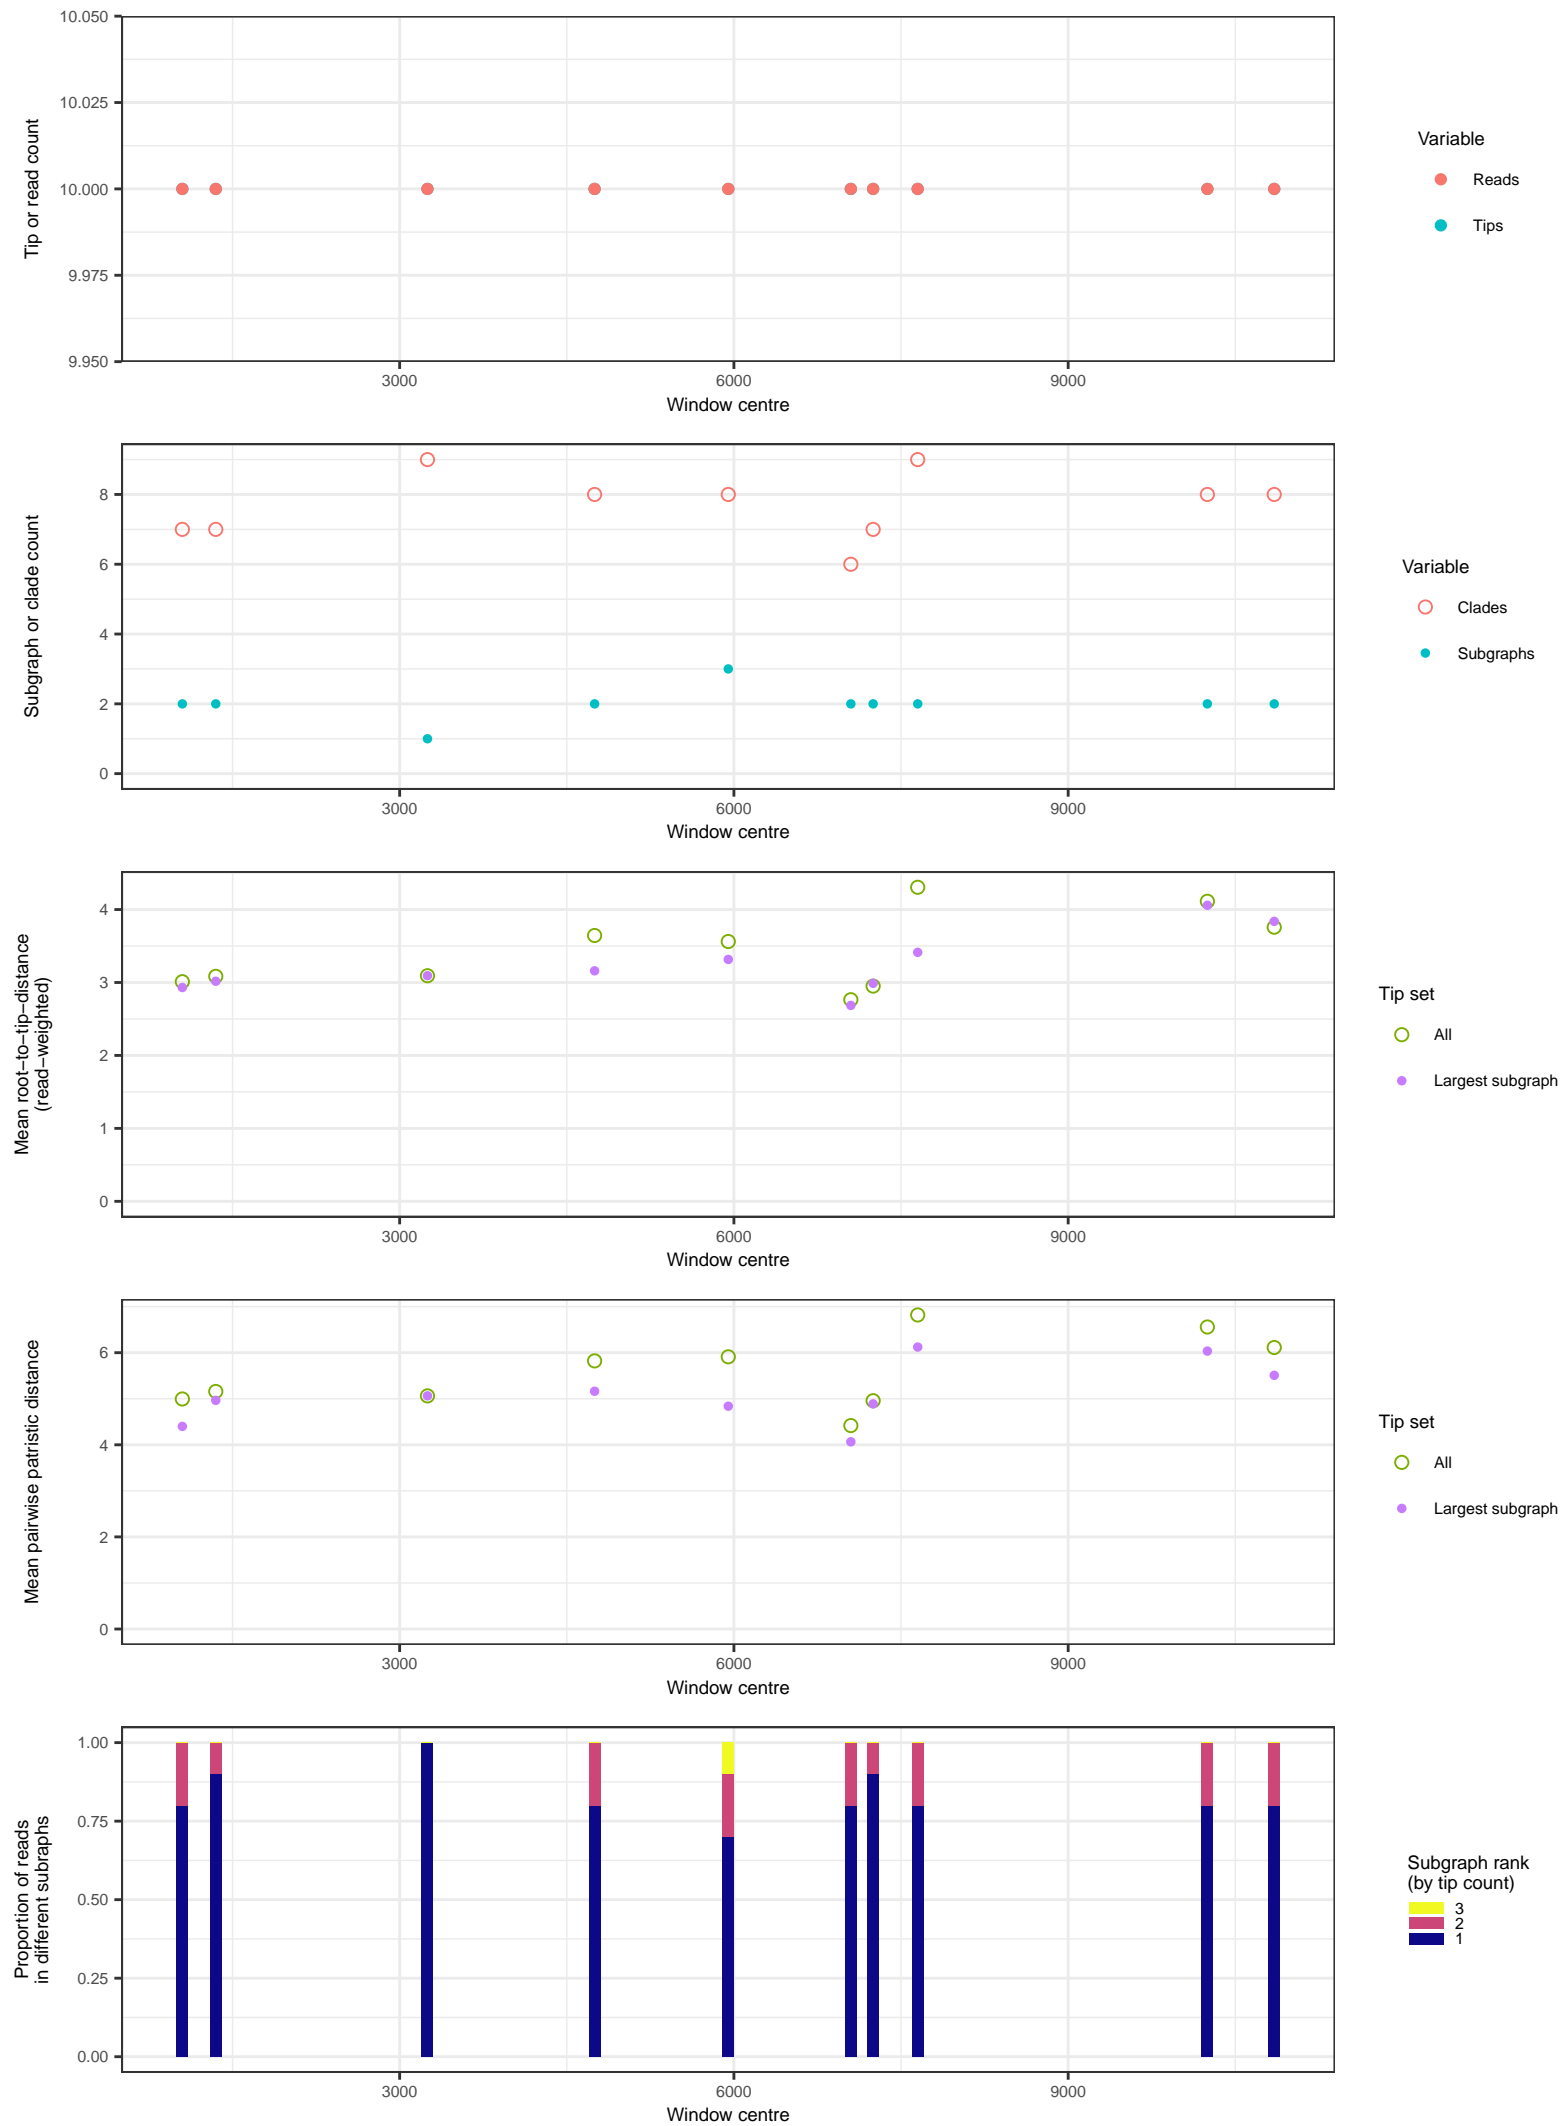 10.050
10.025
10.000
9.975
9.950
Tip or read count
3000
6000
9000
Window centre
Variable
Reads
Tips
8
6
4
2
0
Subgraph or clade count
3000
6000
9000
Window centre
Variable
Clades
Subgraphs
4
3
2
1
0
Mean root−to−tip−distance
(read−weighted)
3000
6000
9000
Window centre
Tip set
All
Largest subgraph
6
4
2
0
Mean pairwise patristic distance
3000
6000
9000
Window centre
Tip set
All
Largest subgraph
1.00
0.75
0.50
0.25
0.00
Proportion of reads
in different subraphs
3000
6000
9000
Window centre
Subgraph rank
(by tip count)
3
2
1